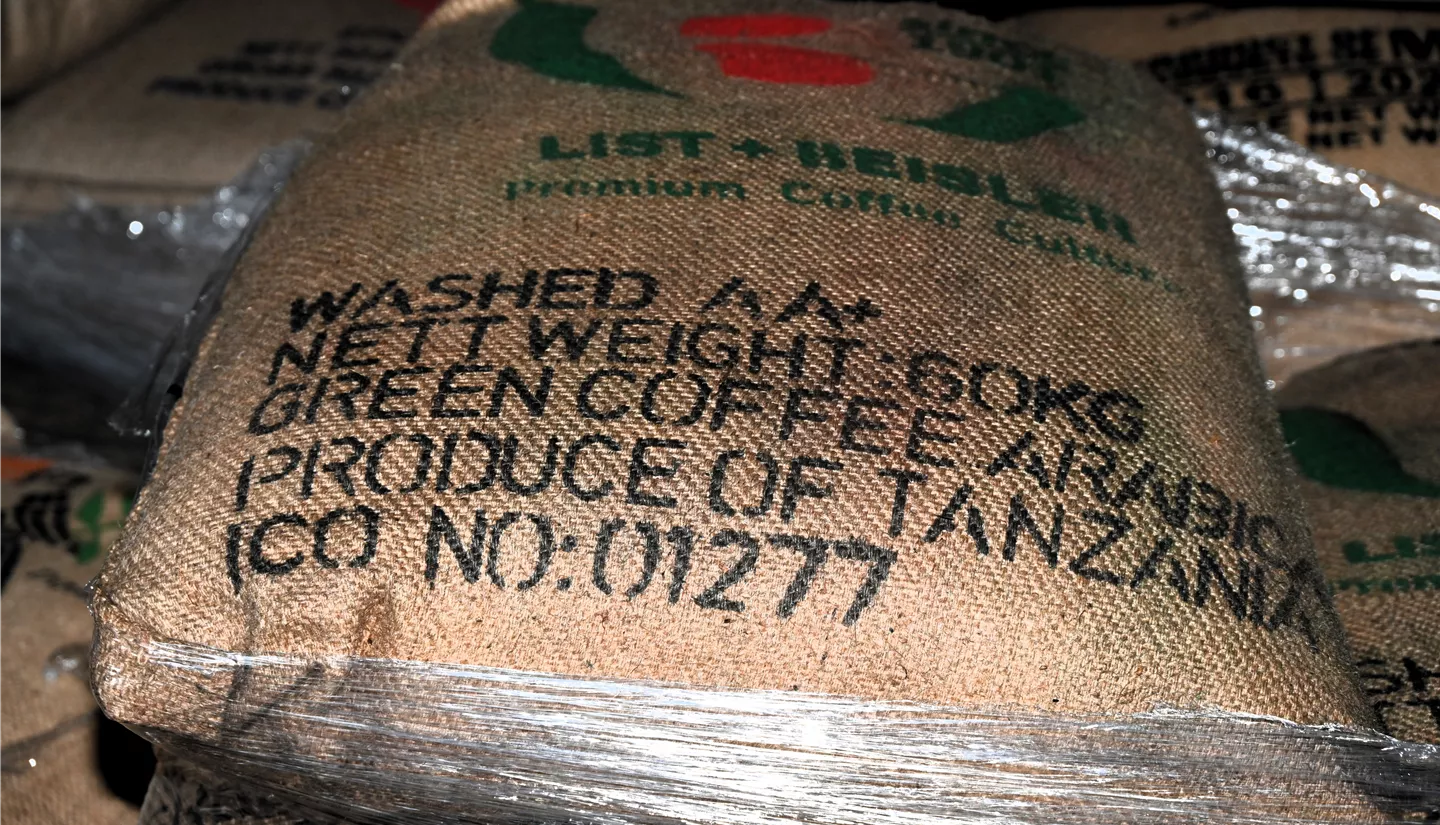 LIST + BEISLER
Premium Coffee Culture
WASHED AA+
NETT WEIGHT:60KG
GREEN COFFEE ARABICA
PRODUCE OF TANZANIA
ICO NO:01277